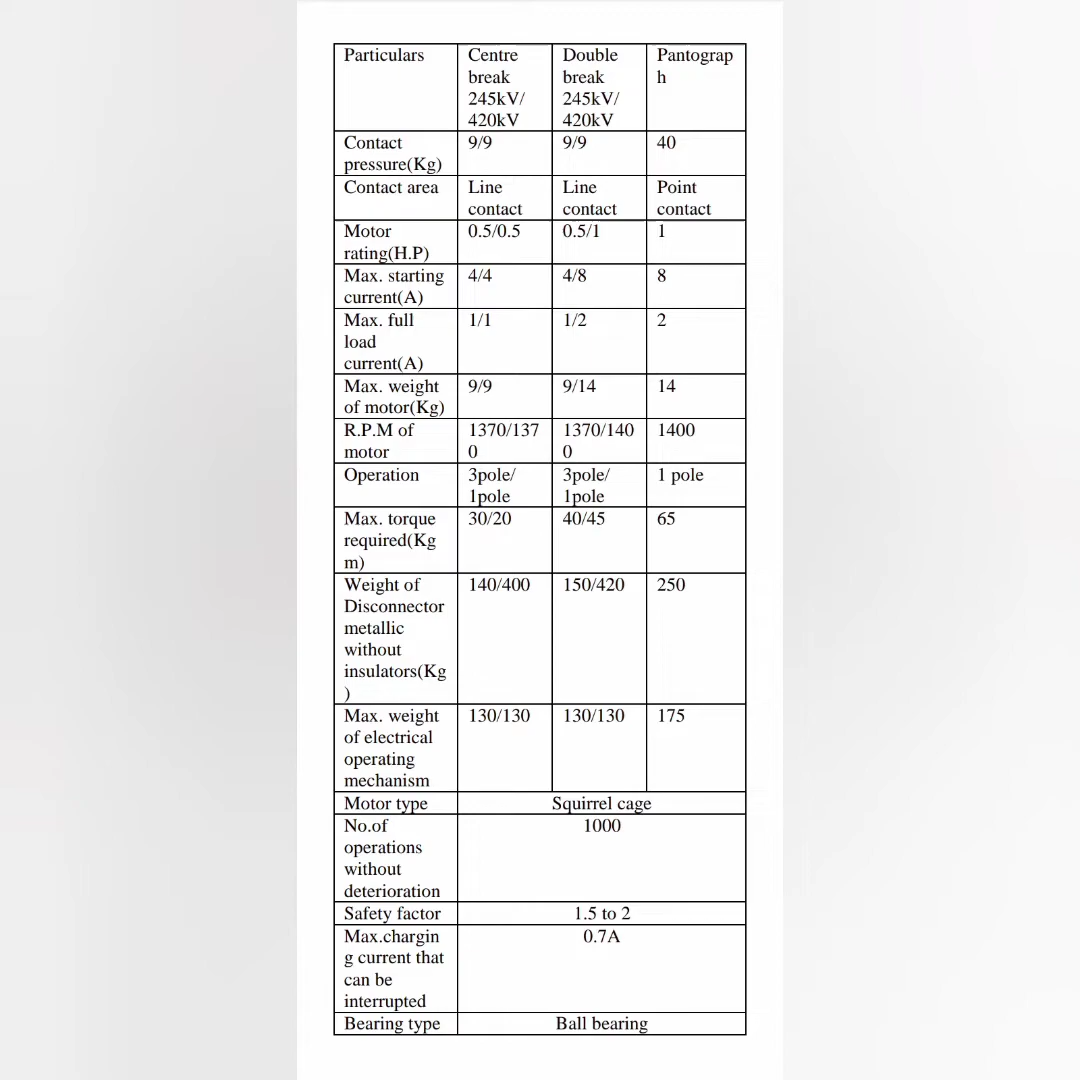 Particulars Centre Double Pantograp
break break h
245kV/ 245kV/
420kV 420kV
Contact 9/9 9/9 40
pressure(Kg)
Contact area Line Line Point
contact contact contact
Motor 0.5/0.5 0.5/1 1
rating(H.P)
Max. starting 4/4 4/8 8
current(A)
Max. full 1/1 1/2 2
load
current(A)
Max. weight 9/9 9/14 14
of motor(Kg)
R.P.M of 1370/137 1370/140 1400
motor 0 0
Operation 3pole/ 3pole/ 1 pole
1pole 1pole
Max. torque 30/20 40/45 65
required(Kg
m)
Weight of 140/400 150/420 250
Disconnector
metallic
without
insulators(Kg
)
Max. weight 130/130 130/130 175
of electrical
operating
mechanism
Motor type Squirrel cage
No.of 1000
operations
without
deterioration
Safety factor 1.5 to 2
Max.chargin 0.7A
g current that
can be
interrupted
Bearing type Ball bearing